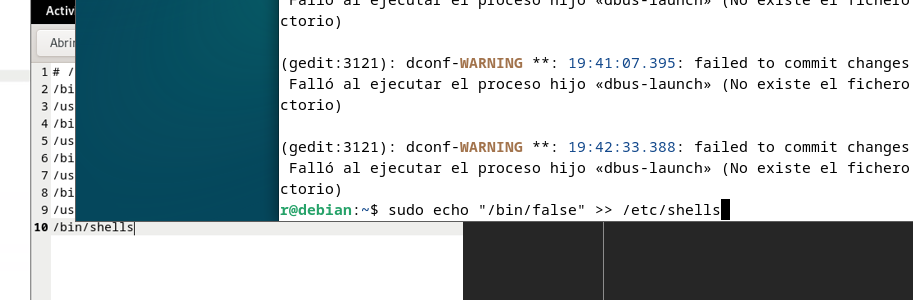 Activ
Abrir
1 # /
2 /bin
3 /us
4 /bi
5 /us
6 /bi
7 /us
8 /bi
9 /us
10 /bin/shells
Falló al ejecutar el proceso hijo «dbus-launch» (No existe el fichero
ctorio)
(gedit:3121): dconf-WARNING **: 19:41:07.395: failed to commit changes
Falló al ejecutar el proceso hijo «dbus-launch» (No existe el fichero
ctorio)
(gedit:3121): dconf-WARNING **: 19:42:33.388: failed to commit changes
Falló al ejecutar el proceso hijo «dbus-launch» (No existe el fichero
ctorio)
r@debian:~$ sudo echo "/bin/false" >> /etc/shells